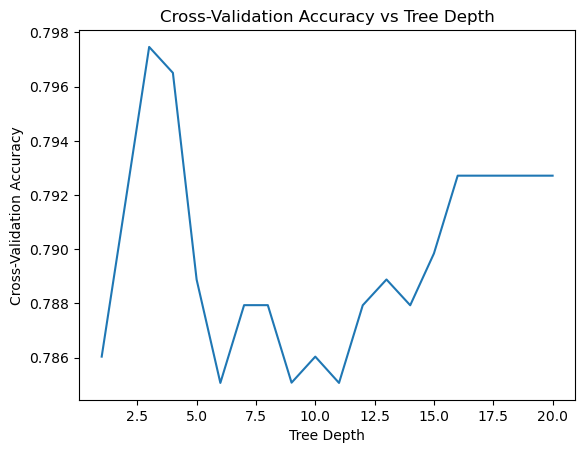 Cross-Validation Accuracy vs Tree Depth
Cross-Validation Accuracy
0.798
0.796
0.794
0.792
0.790
0.788
0.786
2.5 5.0 7.5 10.0 12.5 15.0 17.5 20.0
Tree Depth